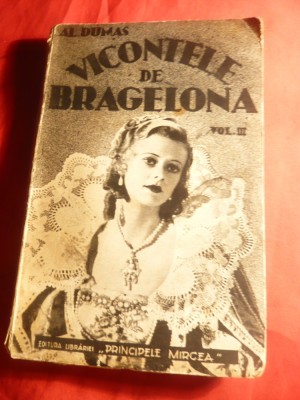 AL. DUMAS
VICONTELE
DE
BRAGELONA
VOL. III
EDITURA LIBRĂRIEI „PRINCIPELE MIRCEA"